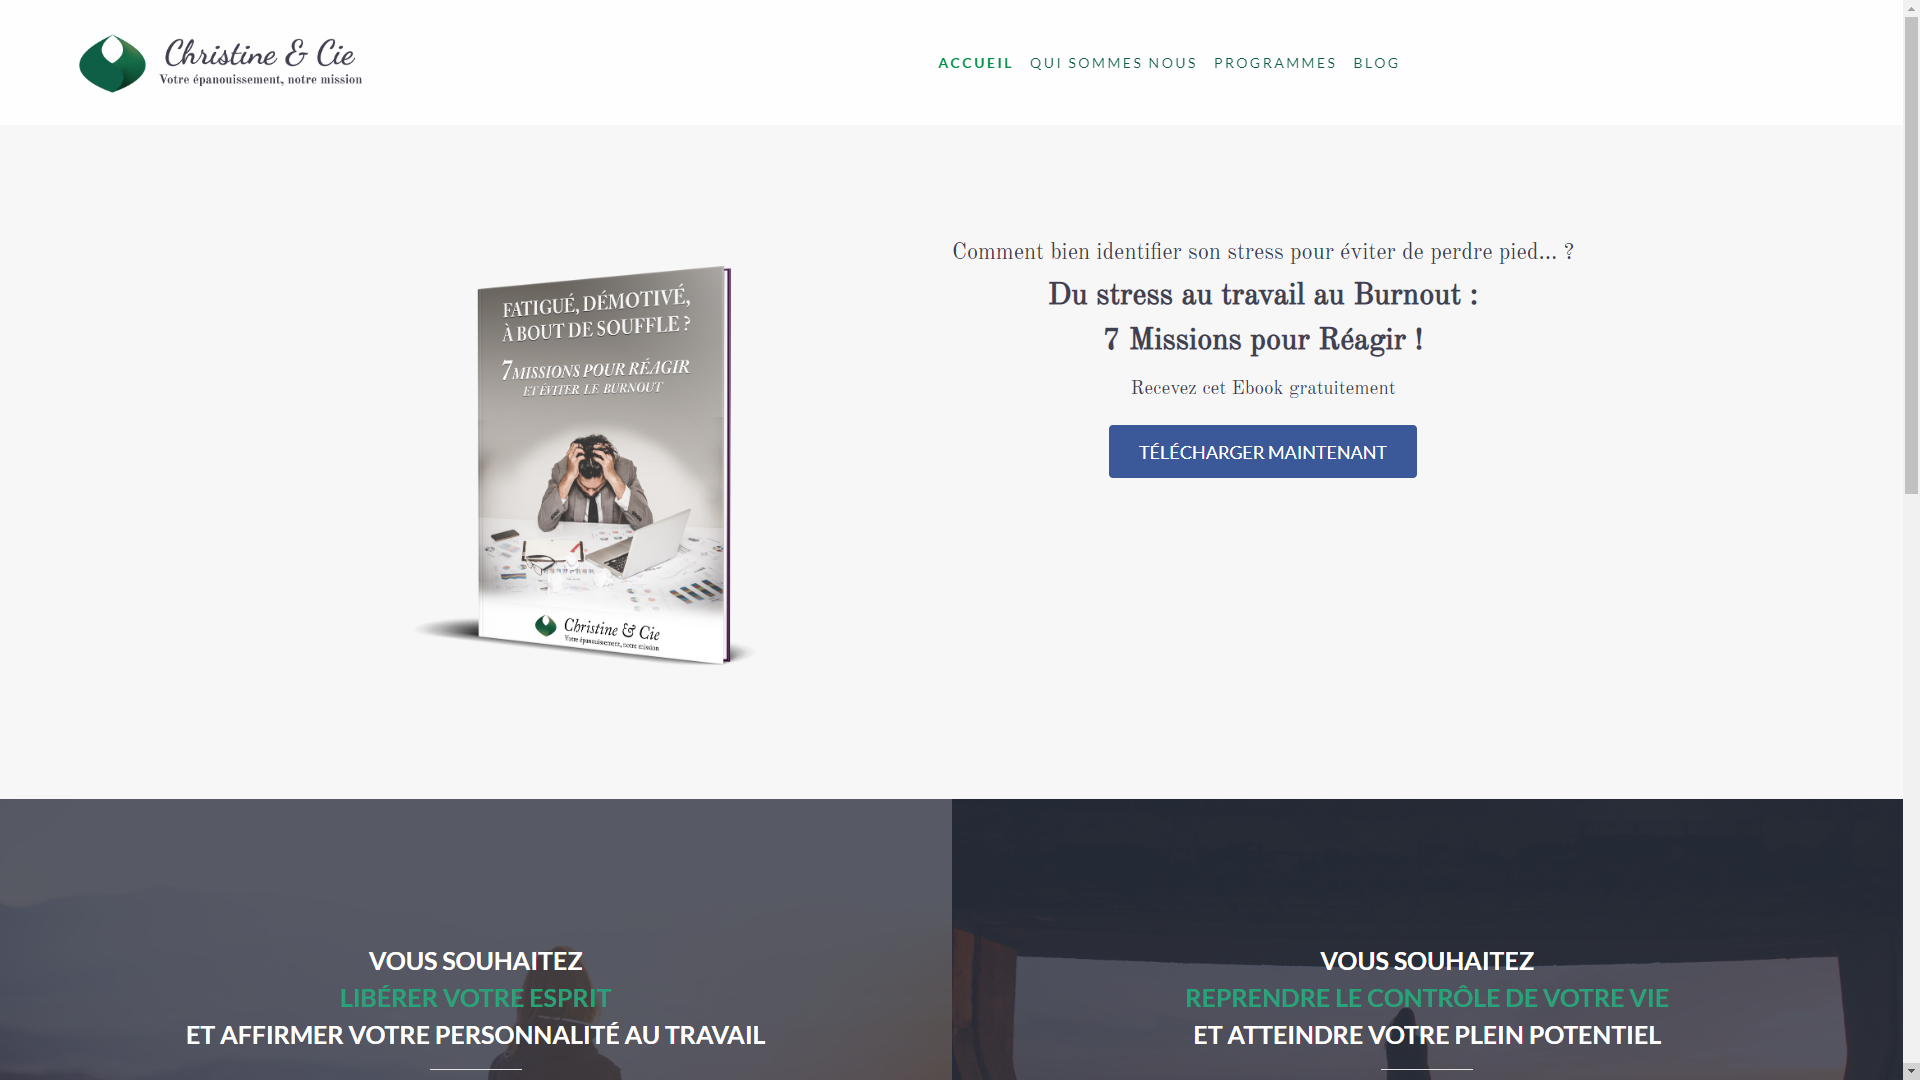 Christine & Cie
Votre épanouissement, notre mission
ACCUEIL QUI SOMMES NOUS PROGRAMMES BLOG
FATIGUÉ, DÉMOTIVÉ,
À BOUT DE SOUFFLE ?
7 MISSIONS POUR RÉAGIR
ET ÉVITER LE BURNOUT
Christine & Cie
Votre épanouissement, notre mission
Comment bien identifier son stress pour éviter de perdre pied... ?
Du stress au travail au Burnout :
7 Missions pour Réagir !
Recevez cet Ebook gratuitement
TÉLÉCHARGER MAINTENANT
VOUS SOUHAITEZ
LIBÉRER VOTRE ESPRIT
ET AFFIRMER VOTRE PERSONNALITÉ AU TRAVAIL
VOUS SOUHAITEZ
REPRENDRE LE CONTRÔLE DE VOTRE VIE
ET ATTEINDRE VOTRE PLEIN POTENTIEL